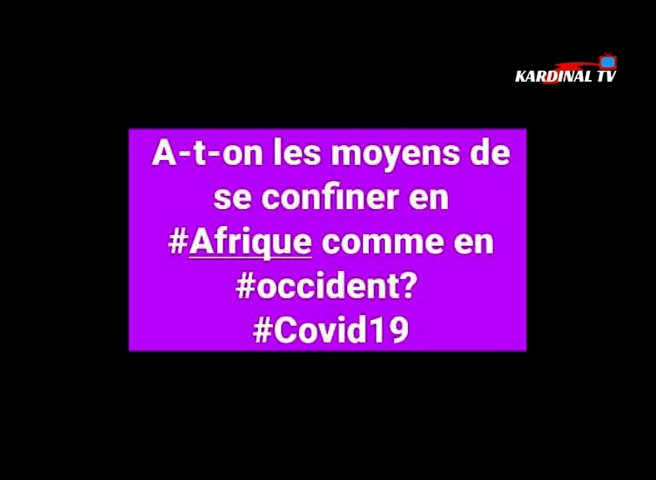 KARDINAL TV
A-t-on les moyens de
se confiner en
#Afrique comme en
#occident?
#Covid19